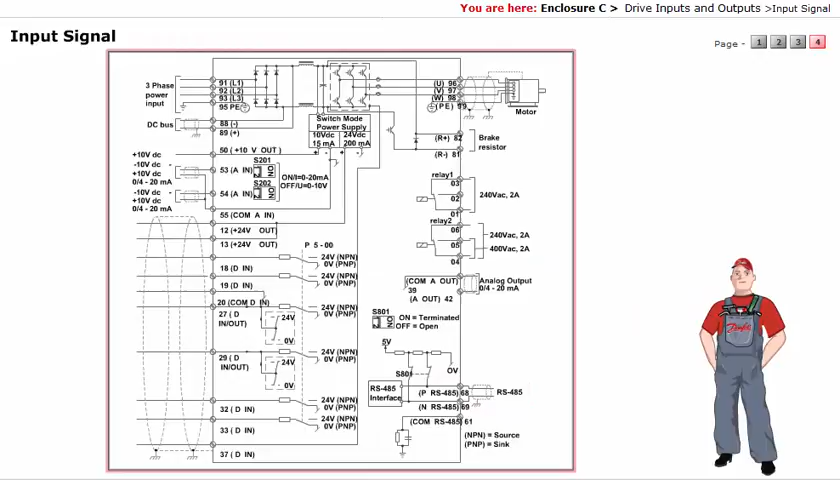 You are here: Enclosure C > Drive Inputs and Outputs >Input Signal
Input Signal
Page - 1 2 3 4
3 Phase
power
input
91 (L1)
92 (L2)
93 (L3)
95 PE
DC bus
88 (-)
89 (+)
Switch Mode
Power Supply
10Vdc
15 mA
24Vdc
200 mA
+ - + -
(U) 96
(V) 97
(W) 98
(PE) 99
Motor
(R+) 82
(R-) 81
Brake
resistor
+10V dc
50 (+10 V OUT)
-10V dc
+10V dc
0/4 - 20 mA
53 (A IN)
S201
ON
ON/I=0-20mA
OFF/U=0-10V
-10V dc
+10V dc
0/4 - 20 mA
54 (A IN)
S202
ON
55 (COM A IN)
12 (+24V OUT)
13 (+24V OUT)
P 5-00
18 (D IN)
24V (NPN)
0V (PNP)
19 (D IN)
24V (NPN)
0V (PNP)
20 (COM D IN)
27 ( D
IN/OUT)
24V
0V
24V (NPN)
0V (PNP)
29 ( D
IN/OUT)
24V
0V
24V (NPN)
0V (PNP)
32 ( D IN)
24V (NPN)
0V (PNP)
33 ( D IN)
24V (NPN)
0V (PNP)
37 ( D IN)
relay1
03
02
01
240Vac, 2A
relay2
06
05
04
240Vac, 2A
400Vac, 2A
(COM A OUT)
39
(A OUT) 42
Analog Output
0/4 - 20 mA
S801
ON
ON = Terminated
OFF = Open
5V
S801
0V
RS-485
Interface
(P RS-485) 68
(N RS-485) 69
(COM RS-485) 61
RS-485
(NPN) = Source
(PNP) = Sink
Danfoss